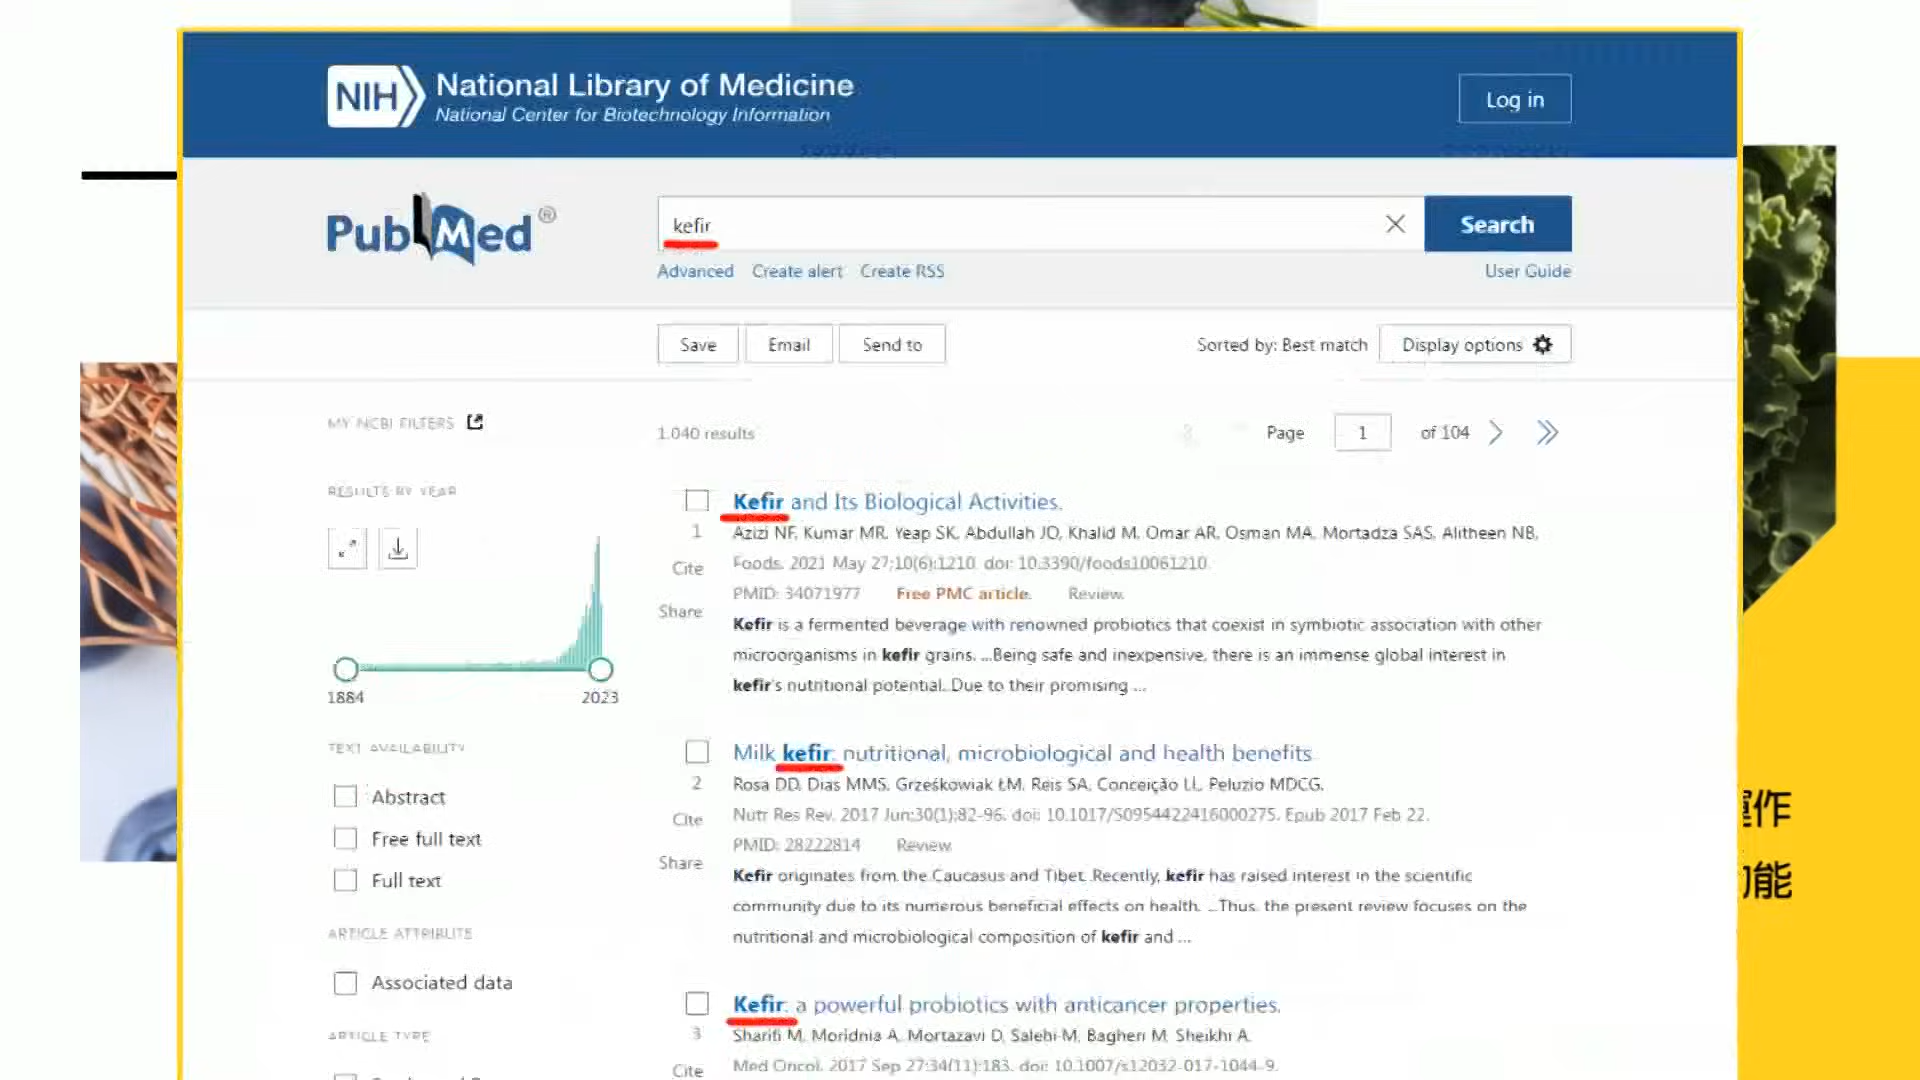 NIH National Library of Medicine
National Center for Biotechnology Information
Log in
PubMed®
kefir
Search
Advanced Create alert Create RSS
User Guide
Save Email Send to
Sorted by: Best match Display options
MY NCBI FILTERS
1,040 results
Page 1 of 104
RESULTS BY YEAR
1884 2023
TEXT AVAILABILITY
Abstract
Free full text
Full text
ARTICLE ATTRIBUTE
Associated data
ARTICLE TYPE
Kefir and Its Biological Activities.
1
Azizi NF, Kumar MR, Yeap SK, Abdullah JO, Khalid M, Omar AR, Osman MA, Mortadza SAS, Alitheen NB.
Cite
Foods. 2021 May 27;10(6):1210. doi: 10.3390/foods10061210.
PMID: 34071977 Free PMC article. Review.
Share
Kefir is a fermented beverage with renowned probiotics that coexist in symbiotic association with other
microorganisms in kefir grains. ...Being safe and inexpensive, there is an immense global interest in
kefir's nutritional potential. Due to their promising ...
Milk kefir: nutritional, microbiological and health benefits.
2
Rosa DD, Dias MMS, Grześkowiak ŁM, Reis SA, Conceição LL, Peluzio MDCG.
Cite
Nutr Res Rev. 2017 Jun;30(1):82-96. doi: 10.1017/S0954422416000275. Epub 2017 Feb 22.
PMID: 28222814 Review.
Share
Kefir originates from the Caucasus and Tibet. Recently, kefir has raised interest in the scientific
community due to its numerous beneficial effects on health. ...Thus, the present review focuses on the
nutritional and microbiological composition of kefir and ...
Kefir: a powerful probiotics with anticancer properties.
3
Sharifi M, Moridnia A, Mortazavi D, Salehi M, Bagheri M, Sheikhi A.
Cite
Med Oncol. 2017 Sep 27;34(11):183. doi: 10.1007/s12032-017-1044-9.
作
能